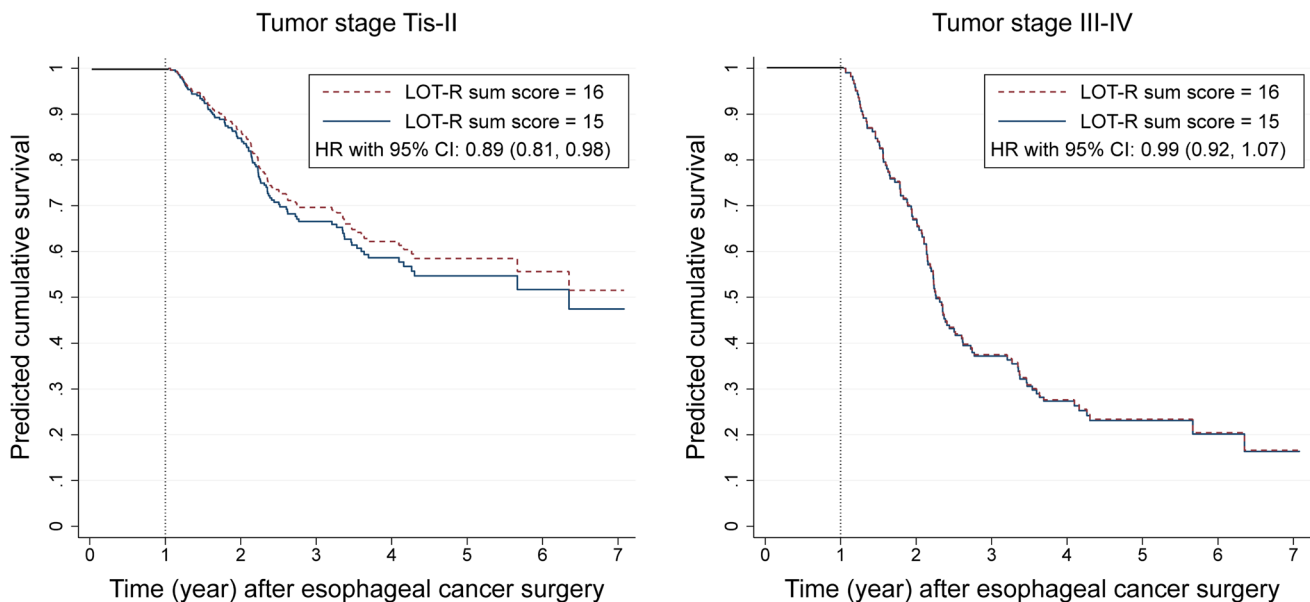 Tumor stage Tis-II
Predicted cumulative survival
1
.9
.8
.7
.6
.5
.4
.3
.2
.1
0
LOT-R sum score = 16
LOT-R sum score = 15
HR with 95% CI: 0.89 (0.81, 0.98)
0 1 2 3 4 5 6 7
Time (year) after esophageal cancer surgery
Tumor stage III-IV
Predicted cumulative survival
1
.9
.8
.7
.6
.5
.4
.3
.2
.1
0
LOT-R sum score = 16
LOT-R sum score = 15
HR with 95% CI: 0.99 (0.92, 1.07)
0 1 2 3 4 5 6 7
Time (year) after esophageal cancer surgery